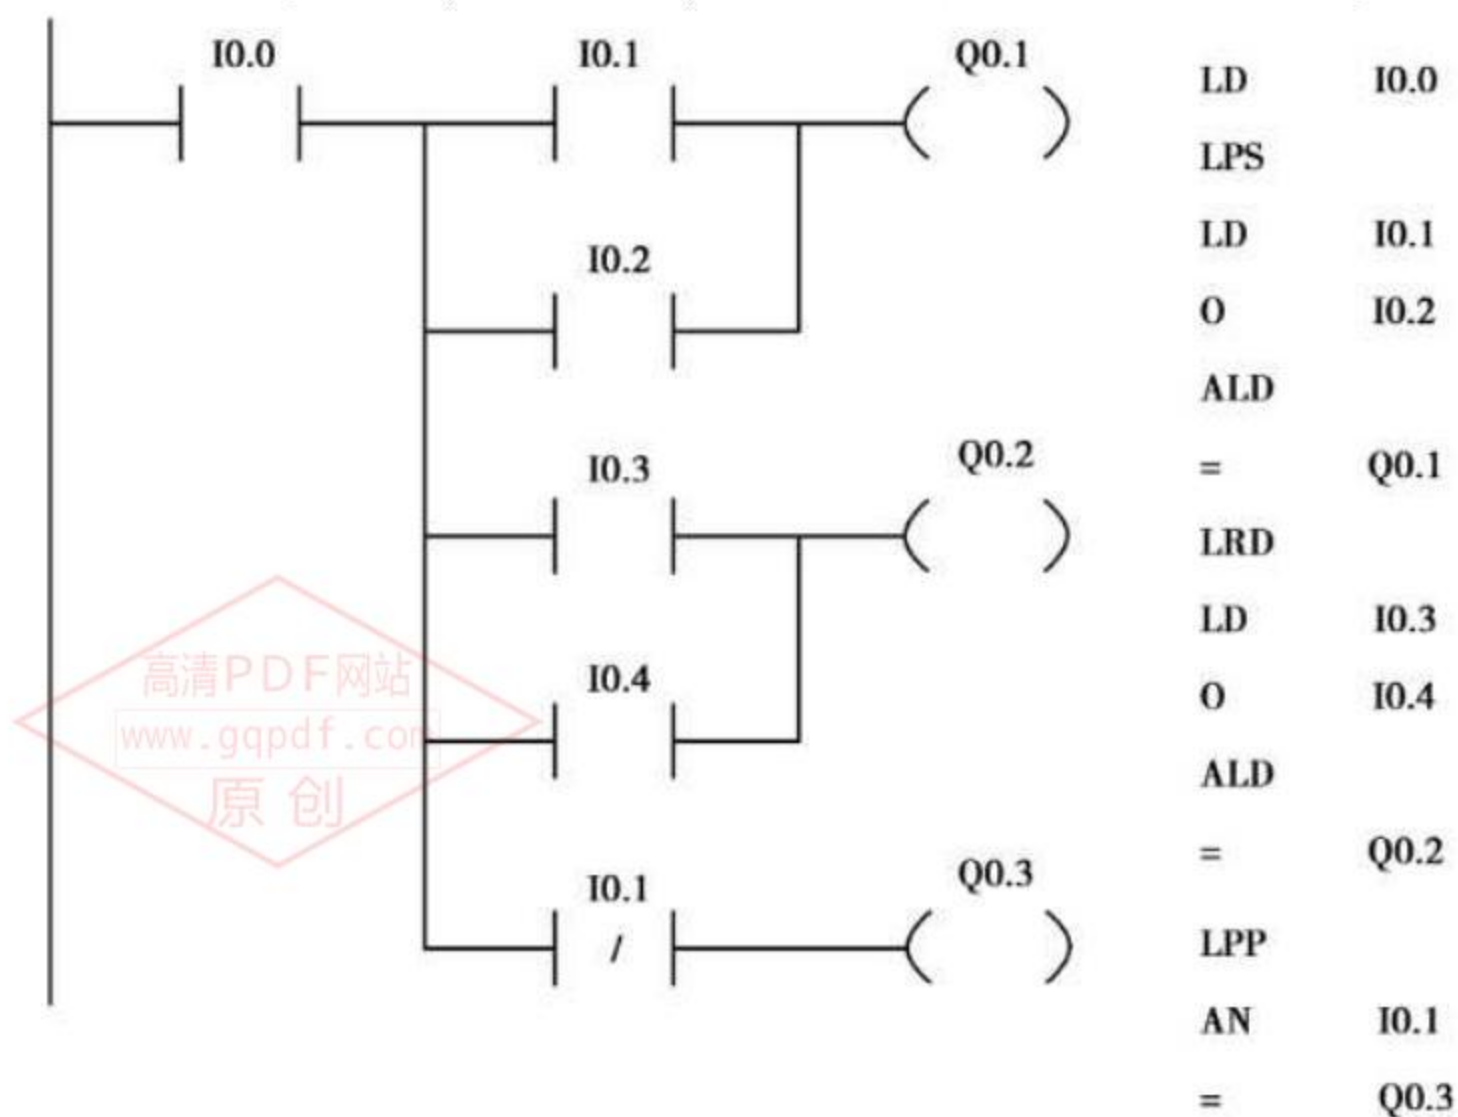 I0.0 I0.1 Q0.1
I0.2
I0.3 Q0.2
I0.4
I0.1 Q0.3
/
高清PDF网站
www.gqpdf.com
原创
LD I0.0
LPS
LD I0.1
O I0.2
ALD
= Q0.1
LRD
LD I0.3
O I0.4
ALD
= Q0.2
LPP
AN I0.1
= Q0.3